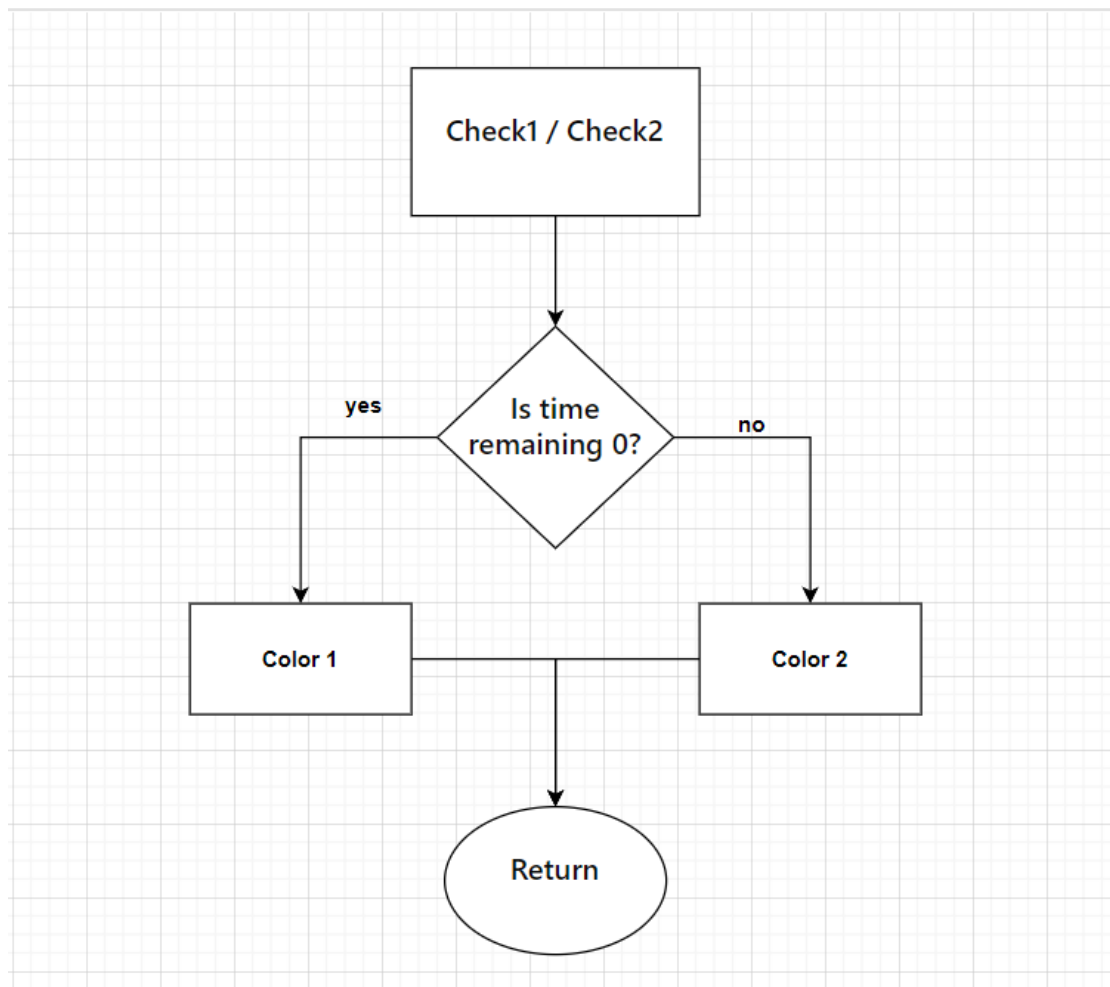 Check1 / Check2
Is time
remaining 0?
yes
no
Color 1
Color 2
Return